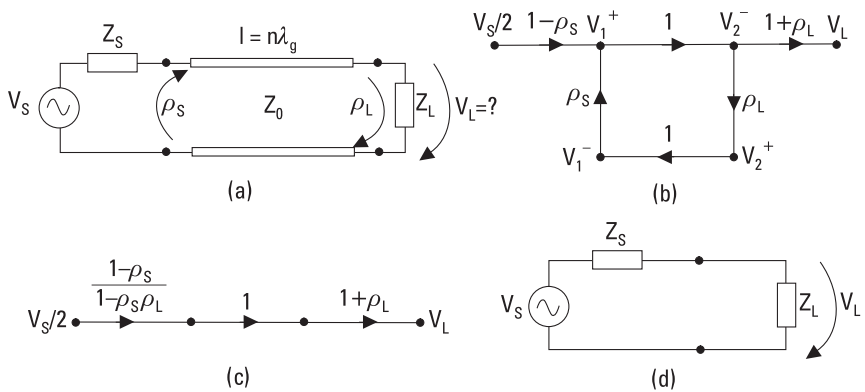 Z_S
l = nλ_g
V_S
ρ_S
Z_0
ρ_L
Z_L
V_L=?
(a)
V_S/2
1−ρ_S
V_1^+
1
V_2^-
1+ρ_L
V_L
ρ_S
ρ_L
V_1^-
1
V_2^+
(b)
1−ρ_S
1−ρ_Sρ_L
V_S/2
1
1+ρ_L
V_L
(c)
Z_S
V_S
Z_L
V_L
(d)